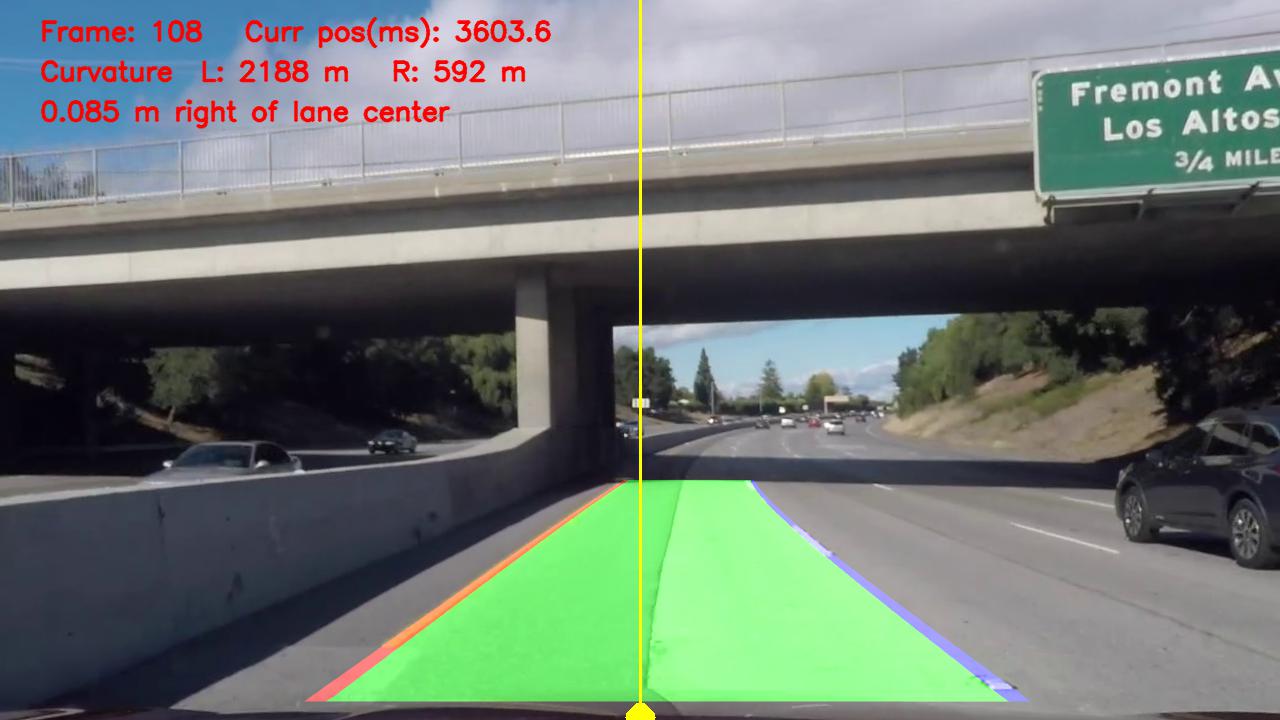 Frame: 108 Curr pos(ms): 3603.6
Curvature L: 2188 m R: 592 m
0.085 m right of lane center
Fremont
Los Altos
3/4 MILE